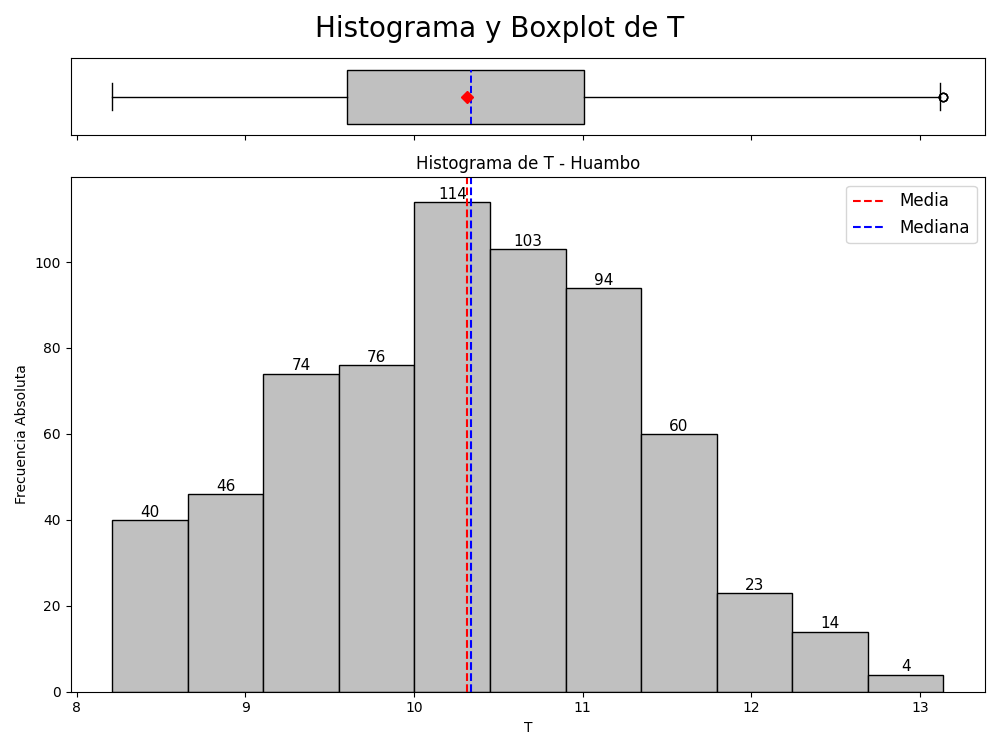 Histograma y Boxplot de T
Histograma de T - Huambo
Media
Mediana
Frecuencia Absoluta
100
80
60
40
20
0
40
46
74
76
114
103
94
60
23
14
4
8 9 10 11 12 13
T